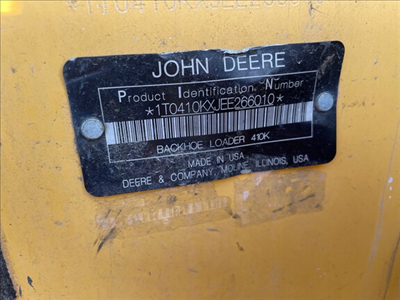 JOHN DEERE
Product Identification Number
*1T0410KXJEE266010*
BACKHOE LOADER 410K
MADE IN USA
DEERE & COMPANY, MOLINE, ILLINOIS, USA